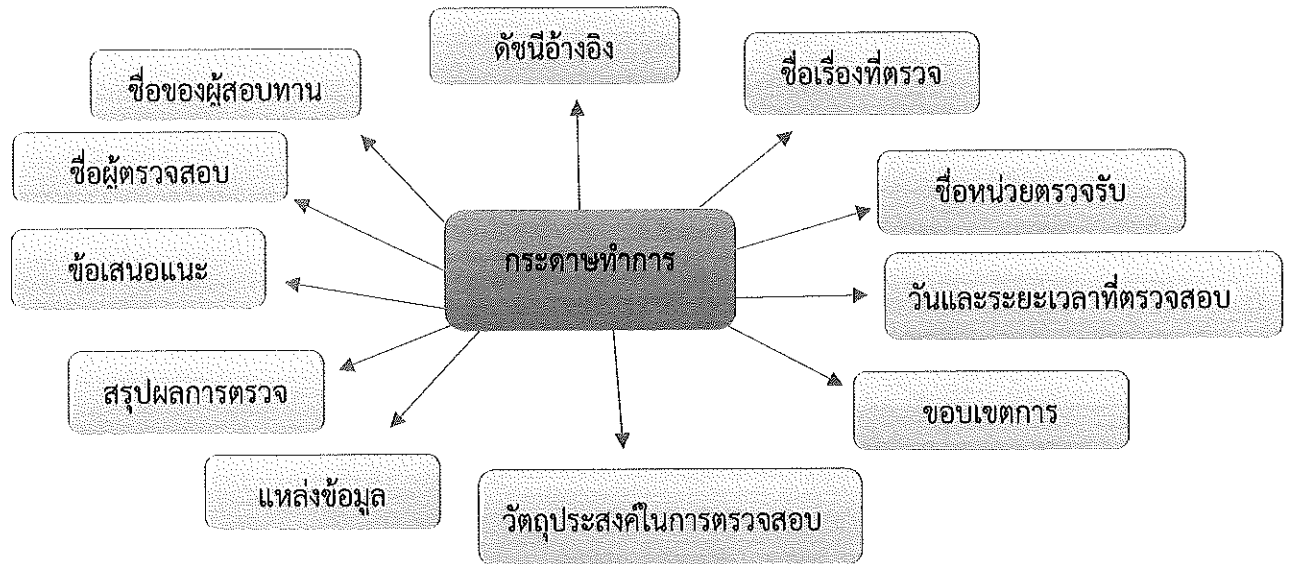 ดัชนีอ้างอิง
ชื่อเรื่องที่ตรวจ
ชื่อของผู้สอบทาน
ชื่อผู้ตรวจสอบ
ชื่อหน่วยตรวจรับ
กระดาษทำการ
ข้อเสนอแนะ
วันและระยะเวลาที่ตรวจสอบ
สรุปผลการตรวจ
ขอบเขตการ
แหล่งข้อมูล
วัตถุประสงค์ในการตรวจสอบ